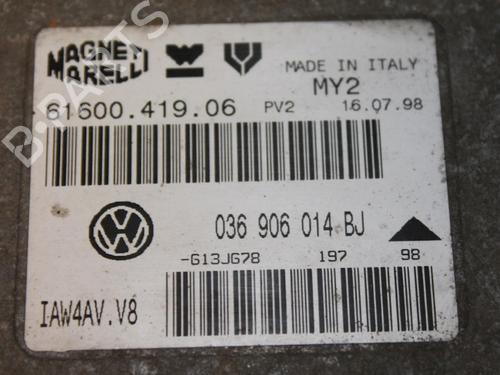 MAGNETI
MARELLI
MADE IN ITALY
61600.419.06 PV2 MY2
16.07.98
B-PARTS
036 906 014 BJ
-613J678 197 98
IAW4AV.V8